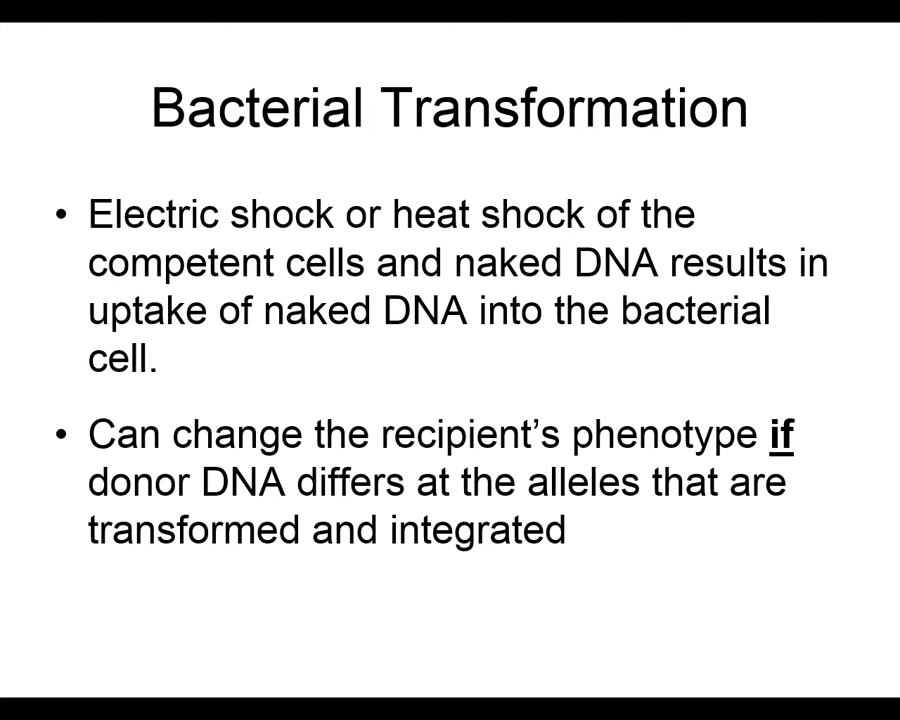 Bacterial Transformation
• Electric shock or heat shock of the
competent cells and naked DNA results in
uptake of naked DNA into the bacterial
cell.
• Can change the recipient’s phenotype if
donor DNA differs at the alleles that are
transformed and integrated